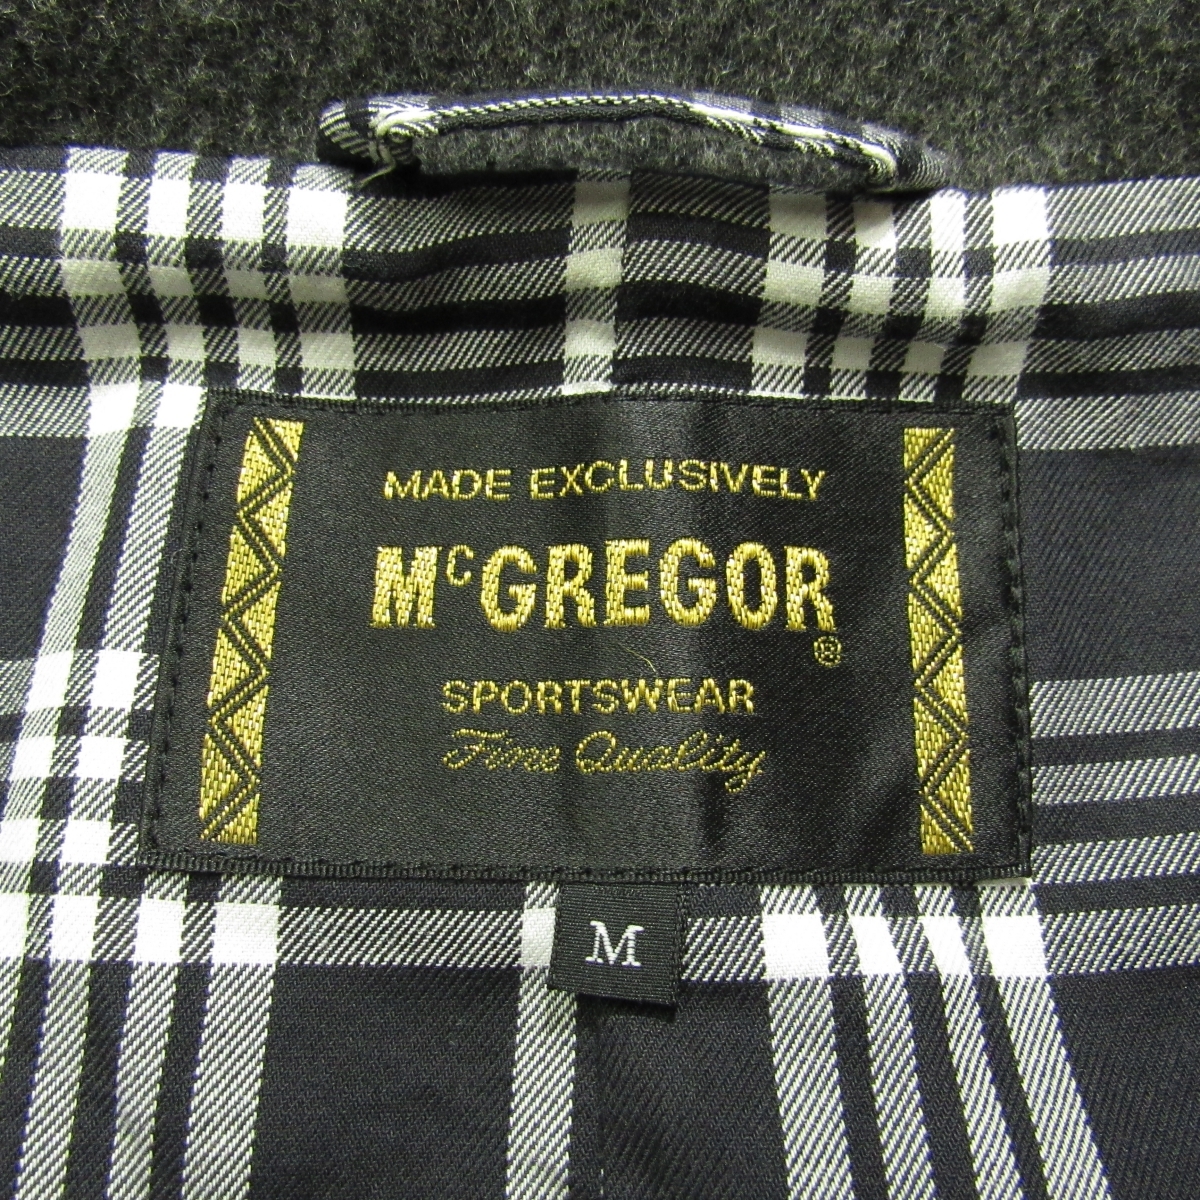 MADE EXCLUSIVELY
McGREGOR®
SPORTSWEAR
Fine Quality
M